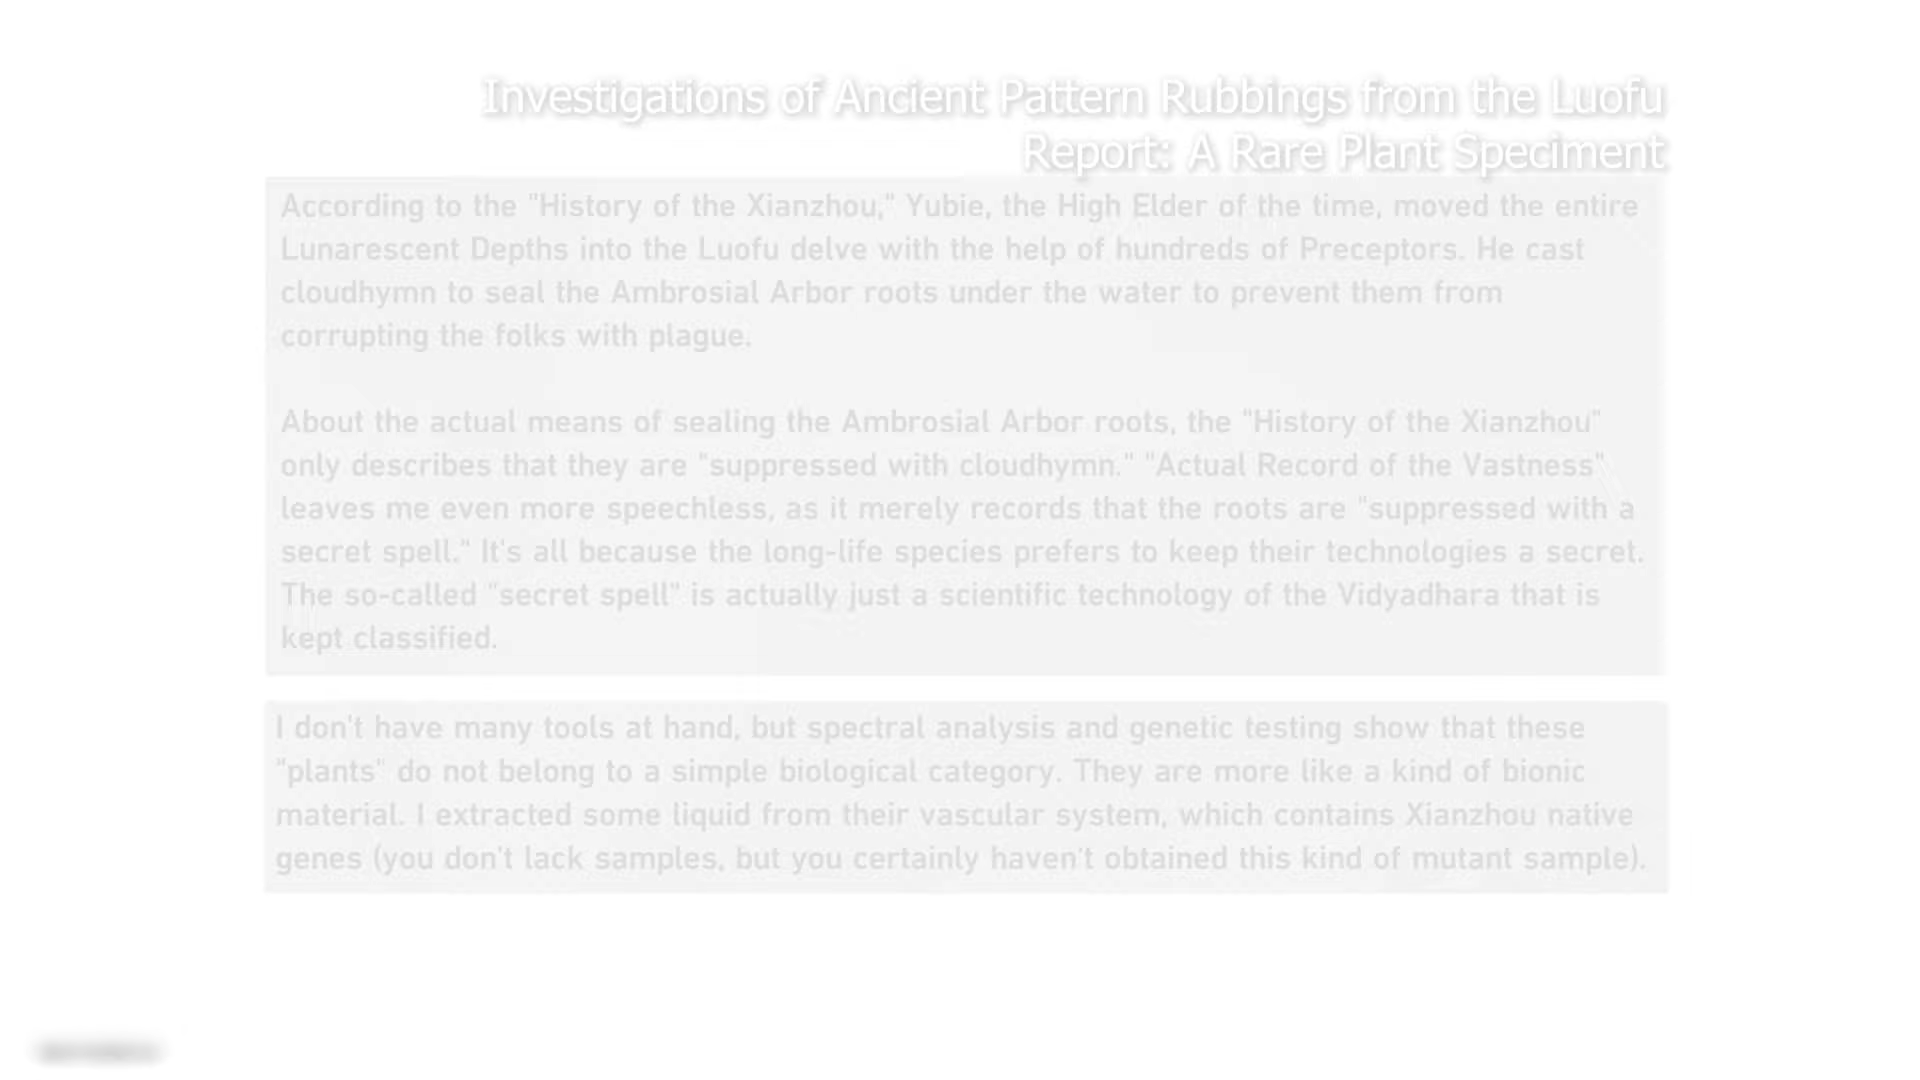 Investigations of Ancient Pattern Rubbings from the Luofu
Report: A Rare Plant Speciment
According to the "History of the Xianzhou," Yubie, the High Elder of the time, moved the entire
Lunarescent Depths into the Luofu delve with the help of hundreds of Preceptors. He cast
cloudhymn to seal the Ambrosial Arbor roots under the water to prevent them from
corrupting the folks with plague.
About the actual means of sealing the Ambrosial Arbor roots, the "History of the Xianzhou"
only describes that they are "suppressed with cloudhymn." "Actual Record of the Vastness"
leaves me even more speechless, as it merely records that the roots are "suppressed with a
secret spell." It's all because the long-life species prefers to keep their technologies a secret.
The so-called "secret spell" is actually just a scientific technology of the Vidyadhara that is
kept classified.
I don't have many tools at hand, but spectral analysis and genetic testing show that these
"plants" do not belong to a simple biological category. They are more like a kind of bionic
material. I extracted some liquid from their vascular system, which contains Xianzhou native
genes (you don't lack samples, but you certainly haven't obtained this kind of mutant sample).